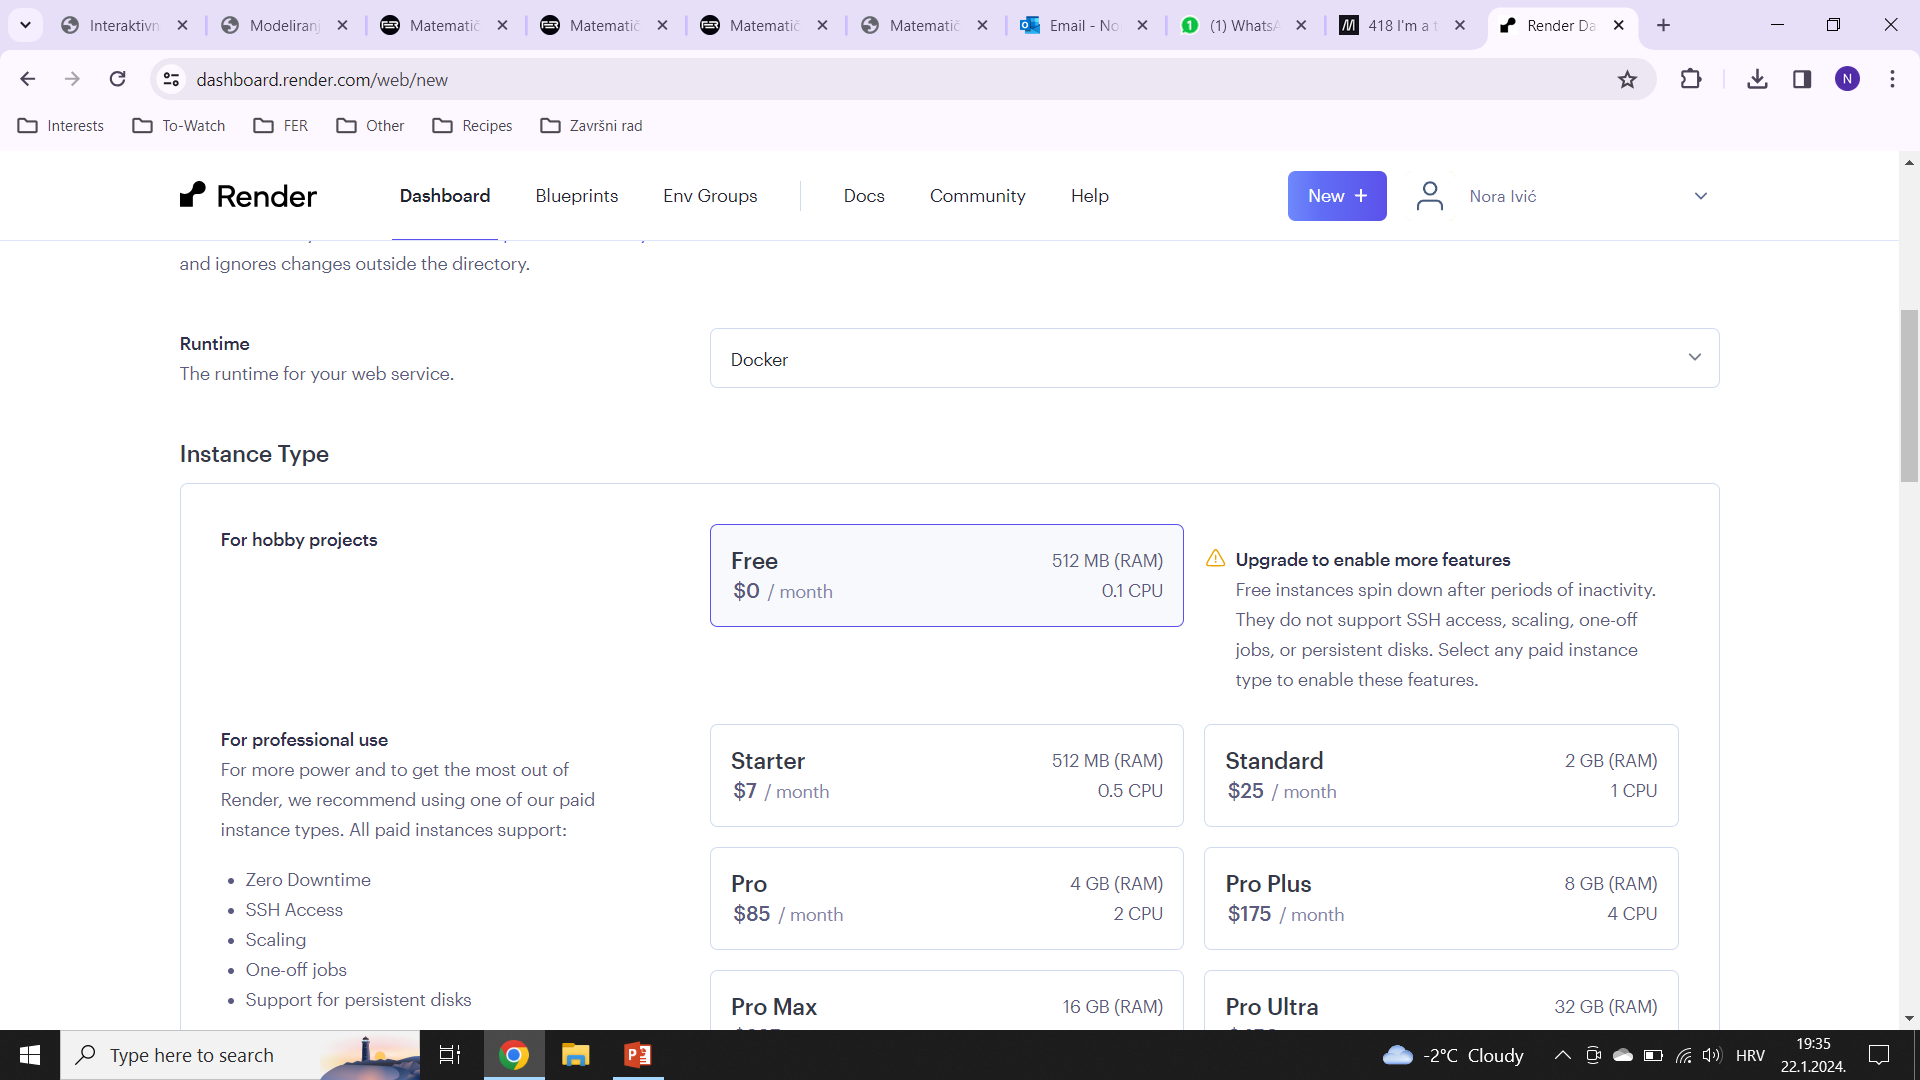 Interaktivn
Modeliranj
Matematič
Matematič
Matematič
Matematič
Email - No
(1) WhatsA
418 I'm a t
Render Da
dashboard.render.com/web/new
N
Interests
To-Watch
FER
Other
Recipes
Završni rad
Render
Dashboard
Blueprints
Env Groups
Docs
Community
Help
New +
Nora Ivić
and ignores changes outside the directory.
Runtime
The runtime for your web service.
Docker
Instance Type
For hobby projects
Free
512 MB (RAM)
$0 / month
0.1 CPU
Upgrade to enable more features
Free instances spin down after periods of inactivity.
They do not support SSH access, scaling, one-off
jobs, or persistent disks. Select any paid instance
type to enable these features.
For professional use
For more power and to get the most out of
Render, we recommend using one of our paid
instance types. All paid instances support:
• Zero Downtime
• SSH Access
• Scaling
• One-off jobs
• Support for persistent disks
Starter
512 MB (RAM)
$7 / month
0.5 CPU
Standard
2 GB (RAM)
$25 / month
1 CPU
Pro
4 GB (RAM)
$85 / month
2 CPU
Pro Plus
8 GB (RAM)
$175 / month
4 CPU
Pro Max
16 GB (RAM)
Pro Ultra
32 GB (RAM)
Type here to search
-2°C Cloudy
HRV
19:35
22.1.2024.